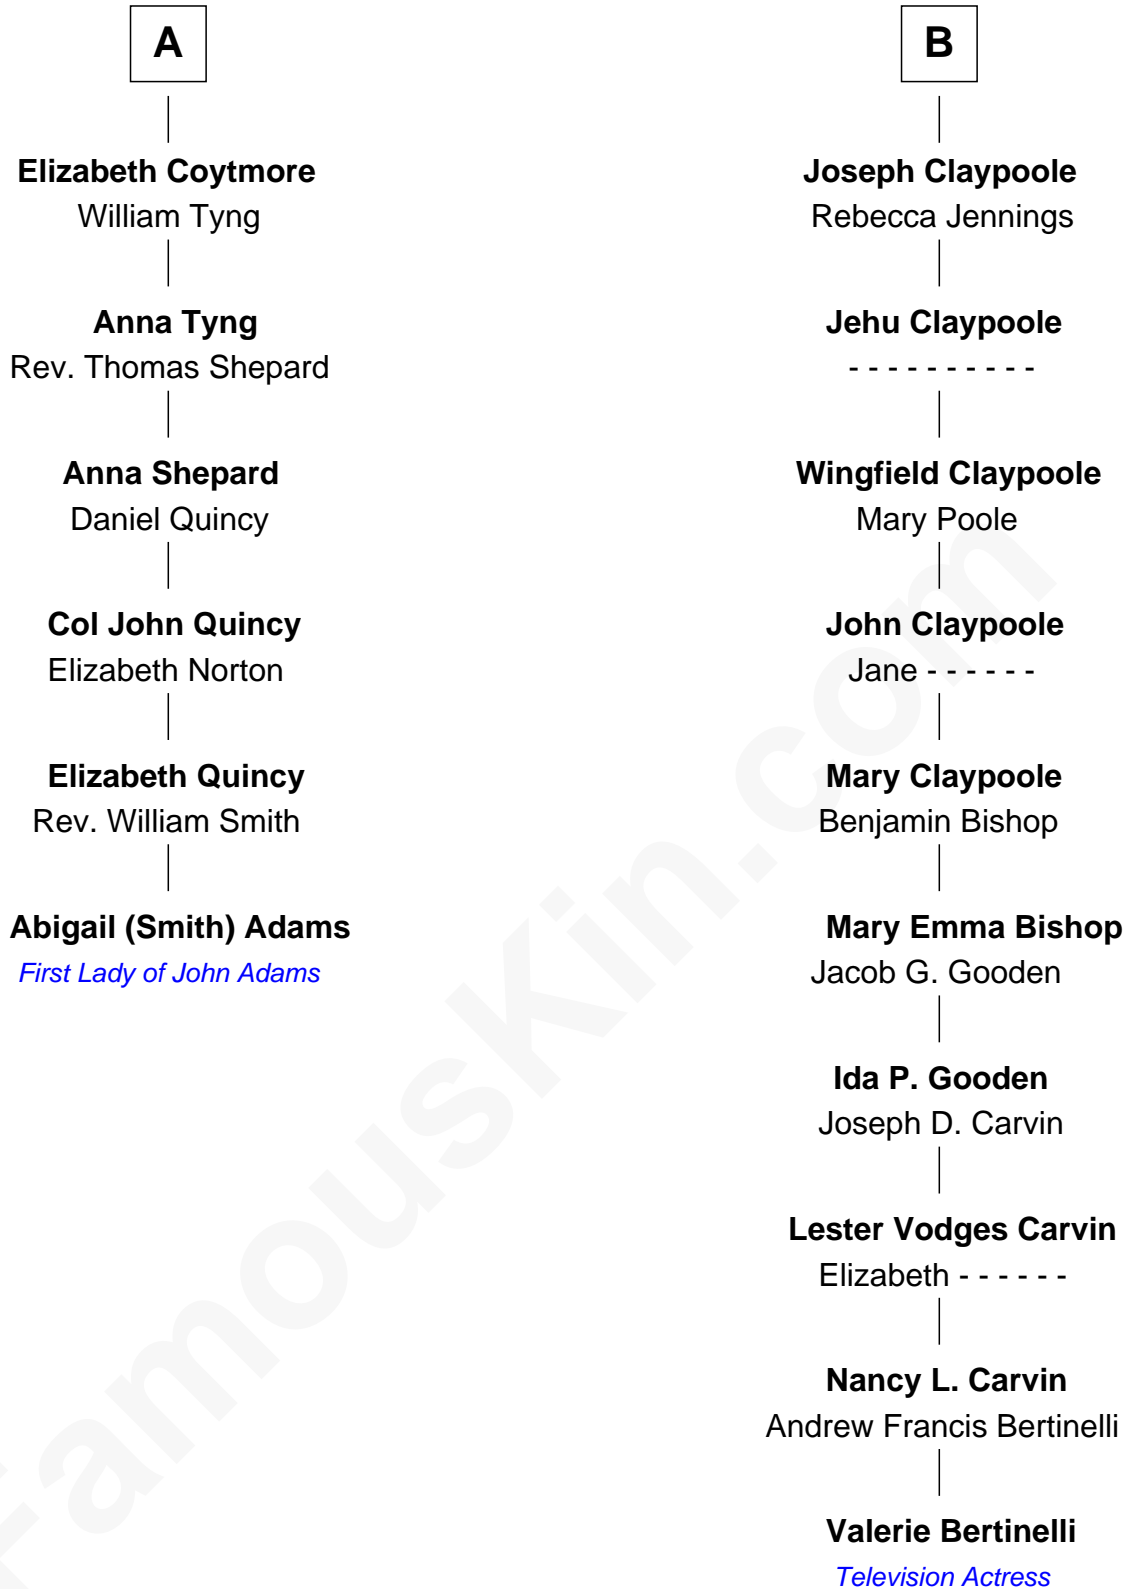 A
Elizabeth Coytmore
William Tyng
Anna Tyng
Rev. Thomas Shepard
Anna Shepard
Daniel Quincy
Col John Quincy
Elizabeth Norton
Elizabeth Quincy
Rev. William Smith
Abigail (Smith) Adams
First Lady of John Adams
B
Joseph Claypoole
Rebecca Jennings
Jehu Claypoole
- - - - - - - - - -
Wingfield Claypoole
Mary Poole
John Claypoole
Jane - - - - - -
Mary Claypoole
Benjamin Bishop
Mary Emma Bishop
Jacob G. Gooden
Ida P. Gooden
Joseph D. Carvin
Lester Vodges Carvin
Elizabeth - - - - - -
Nancy L. Carvin
Andrew Francis Bertinelli
Valerie Bertinelli
Television Actress
FamousKin.com